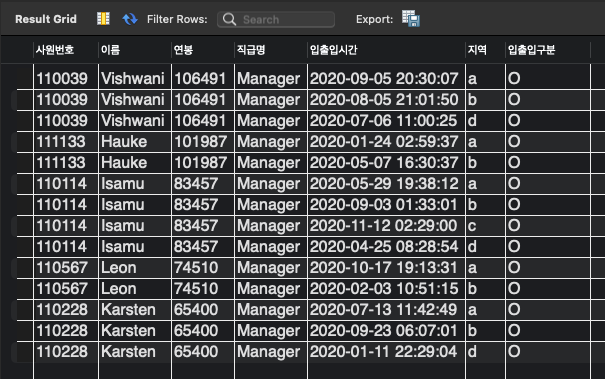 Result Grid Filter Rows: Search Export:
사원번호 이름 연봉 직급명 입출입시간 지역 입출입구분
110039 Vishwani 106491 Manager 2020-09-05 20:30:07 a O
110039 Vishwani 106491 Manager 2020-08-05 21:01:50 b O
110039 Vishwani 106491 Manager 2020-07-06 11:00:25 d O
111133 Hauke 101987 Manager 2020-01-24 02:59:37 a O
111133 Hauke 101987 Manager 2020-05-07 16:30:37 b O
110114 Isamu 83457 Manager 2020-05-29 19:38:12 a O
110114 Isamu 83457 Manager 2020-09-03 01:33:01 b O
110114 Isamu 83457 Manager 2020-11-12 02:29:00 c O
110114 Isamu 83457 Manager 2020-04-25 08:28:54 d O
110567 Leon 74510 Manager 2020-10-17 19:13:31 a O
110567 Leon 74510 Manager 2020-02-03 10:51:15 b O
110228 Karsten 65400 Manager 2020-07-13 11:42:49 a O
110228 Karsten 65400 Manager 2020-09-23 06:07:01 b O
110228 Karsten 65400 Manager 2020-01-11 22:29:04 d O